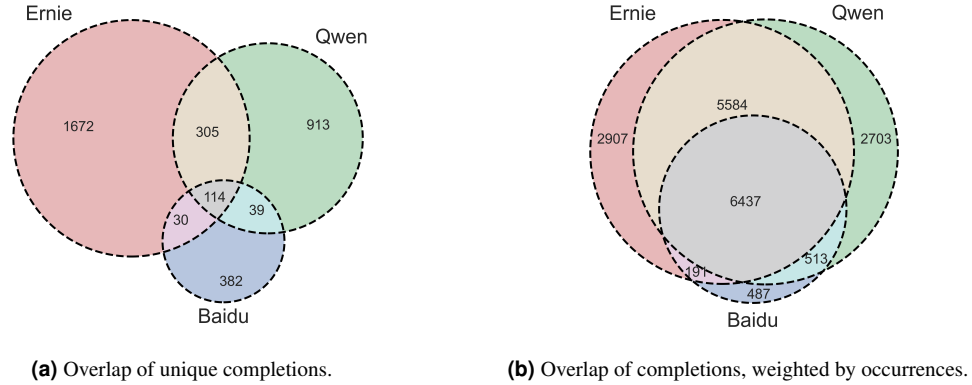 Ernie
Qwen
1672
305
913
114
30
39
382
Baidu
(a) Overlap of unique completions.
Ernie
Qwen
5584
2907
2703
6437
513
191
487
Baidu
(b) Overlap of completions, weighted by occurrences.